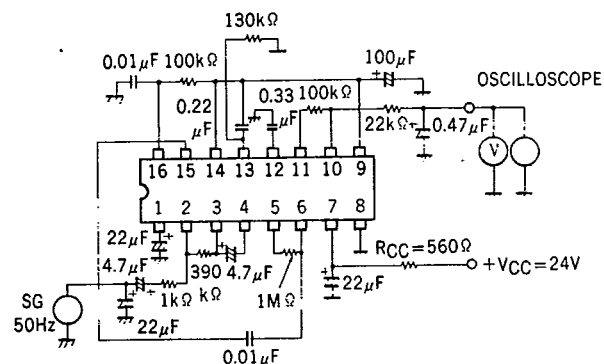 130kΩ
0.01μF 100kΩ
100μF
+
OSCILLOSCOPE
0.22
μF
0.33
μF
100kΩ
22kΩ
+
0.47μF
V
16 15 14 13 12 11 10 9
1 2 3 4 5 6 7 8
22μF
+
4.7μF
+
1kΩ
390
kΩ
+
4.7μF
1MΩ
+
22μF
RCC=560Ω
+VCC=24V
SG
50Hz
+
22μF
0.01μF